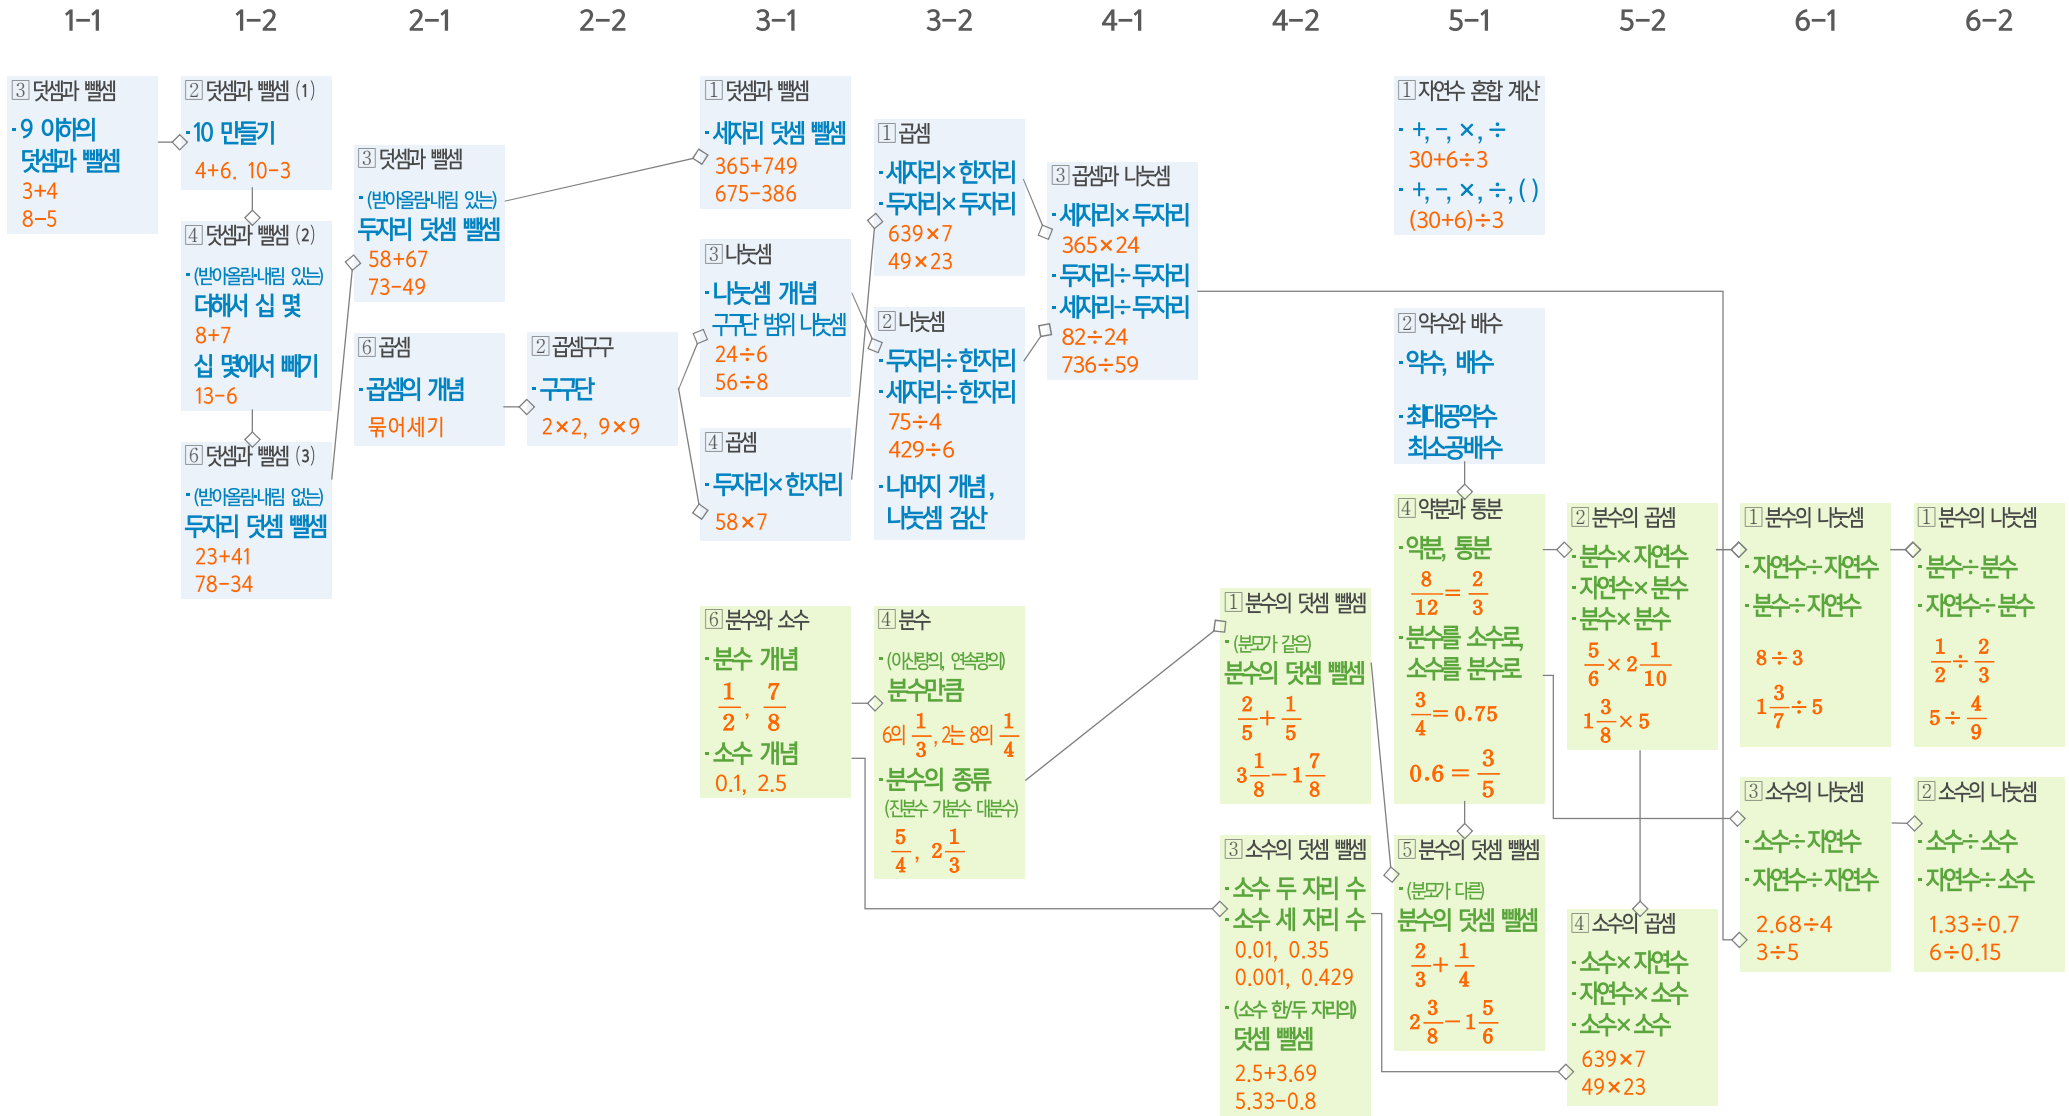 1-1 1-2 2-1 2-2 3-1 3-2 4-1 4-2 5-1 5-2 6-1 6-2
3 덧셈과 뺄셈
· 9 이하의
덧셈과 뺄셈
3+4
8-5
2 덧셈과 뺄셈 (1)
· 10 만들기
4+6. 10-3
4 덧셈과 뺄셈 (2)
· (받아올림·내림 있는)
더해서 십 몇
8+7
십 몇에서 빼기
13-6
6 덧셈과 뺄셈 (3)
· (받아올림·내림 없는)
두자리 덧셈 뺄셈
23+41
78-34
3 덧셈과 뺄셈
· (받아올림·내림 있는)
두자리 덧셈 뺄셈
58+67
73-49
6 곱셈
· 곱셈의 개념
묶어세기
2 곱셈구구
· 구구단
2×2, 9×9
1 덧셈과 뺄셈
· 세자리 덧셈 뺄셈
365+749
675-386
3 나눗셈
· 나눗셈 개념
구구단 범위 나눗셈
24÷6
56÷8
4 곱셈
· 두자리×한자리
58×7
6 분수와 소수
· 분수 개념
1/2, 7/8
· 소수 개념
0.1, 2.5
1 곱셈
· 세자리×한자리
· 두자리×두자리
639×7
49×23
2 나눗셈
· 두자리÷한자리
· 세자리÷한자리
75÷4
429÷6
· 나머지 개념,
나눗셈 검산
4 분수
· (이산량의, 연속량의)
분수만큼
6의 1/3, 2는 8의 1/4
· 분수의 종류
(진분수 가분수 대분수)
5/4, 2 1/3
3 곱셈과 나눗셈
· 세자리×두자리
365×24
· 두자리÷두자리
· 세자리÷두자리
82÷24
736÷59
1 분수의 덧셈 뺄셈
· (분모가 같은)
분수의 덧셈 뺄셈
2/5 + 1/5
3 1/8 - 1 7/8
3 소수의 덧셈 뺄셈
· 소수 두 자리 수
· 소수 세 자리 수
0.01, 0.35
0.001, 0.429
· (소수 한/두 자리의)
덧셈 뺄셈
2.5+3.69
5.33-0.8
1 자연수 혼합 계산
· +, -, ×, ÷
30+6÷3
· +, -, ×, ÷, ( )
(30+6)÷3
2 약수와 배수
· 약수, 배수
· 최대공약수
최소공배수
4 약분과 통분
· 약분, 통분
8/12 = 2/3
· 분수를 소수로,
소수를 분수로
3/4 = 0.75
0.6 = 3/5
5 분수의 덧셈 뺄셈
· (분모가 다른)
분수의 덧셈 뺄셈
2/3 + 1/4
2 3/8 - 1 5/6
2 분수의 곱셈
· 분수×자연수
· 자연수×분수
· 분수×분수
5/6 × 2 1/10
1 3/8 × 5
4 소수의 곱셈
· 소수×자연수
· 자연수×소수
· 소수×소수
639×7
49×23
1 분수의 나눗셈
· 자연수÷자연수
· 분수÷자연수
8÷3
1 3/7 ÷ 5
3 소수의 나눗셈
· 소수÷자연수
· 자연수÷자연수
2.68÷4
3÷5
1 분수의 나눗셈
· 분수÷분수
· 자연수÷분수
1/2 ÷ 2/3
5 ÷ 4/9
2 소수의 나눗셈
· 소수÷소수
· 자연수÷소수
1.33÷0.7
6÷0.15